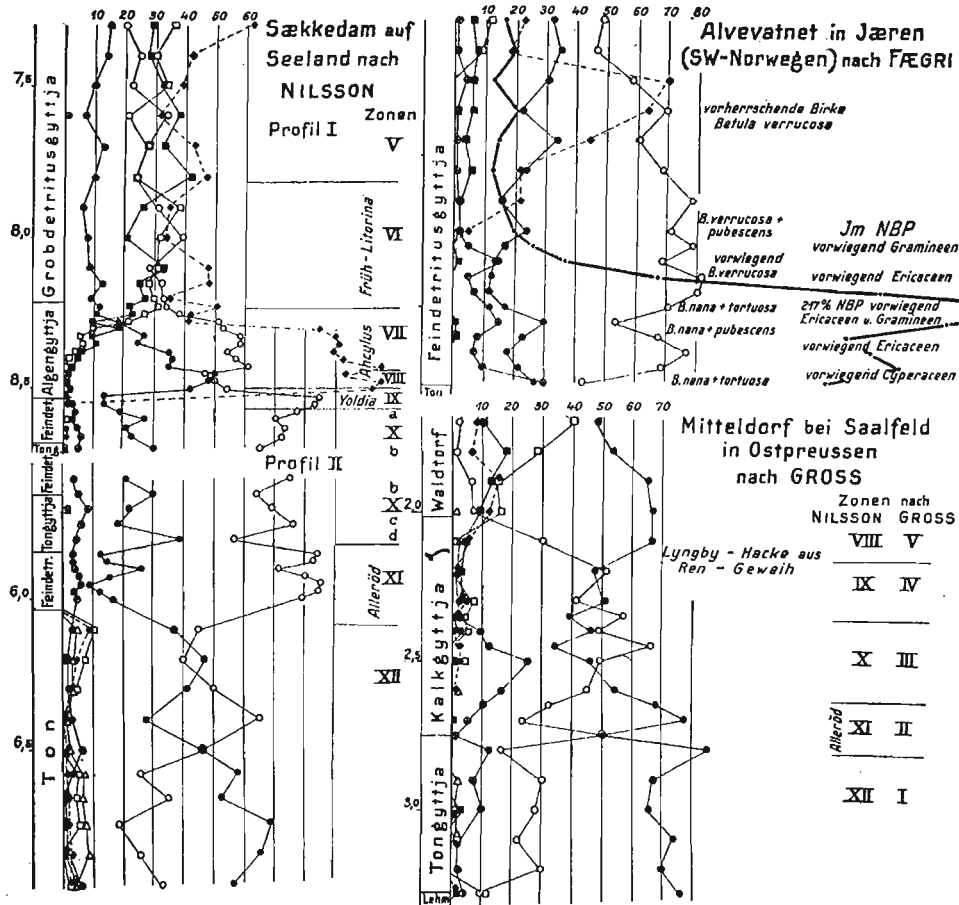 10 20 30 40 50 60
Sækkedam auf
Seeland nach
NILSSON
Profil I
Zonen
V
VI
VII
VIII
IX
a
X
b
Früh-Litorina
Ancylus
Yoldia
7,5
8,0
8,5
Grobdetritusgyttja
Algengyttja
Feindet.
Tong.
Profil II
b
X
c
d
XI
Alleröd
XII
6,0
6,5
Feindet.
Tongyttja
Feindetr.
Ton
10 20 30 40 50 60 70 80
Alvevatnet in Jæren
(SW-Norwegen) nach FÆGRI
vorherrschende Birke
Betula verrucosa
B.verrucosa +
pubescens
Jm NBP
vorwiegend Gramineen
vorwiegend
B.verrucosa
vorwiegend Ericaceen
B.nana + tortuosa
217% NBP vorwiegend
Ericaceen u. Gramineen
B.nana + pubescens
vorwiegend Ericaceen
B.nana + tortuosa
vorwiegend Cyperaceen
Feindetritusgyttja
Ton
10 20 30 40 50 60 70
Mitteldorf bei Saalfeld
in Ostpreussen
nach GROSS
Zonen nach
NILSSON GROSS
VIII V
IX IV
X III
Alleröd XI II
XII I
Lyngby - Hacke aus
Ren - Geweih
2,0
2,5
3,0
Waldtorf
Kalkgyttja
Tongyttja
Lehm